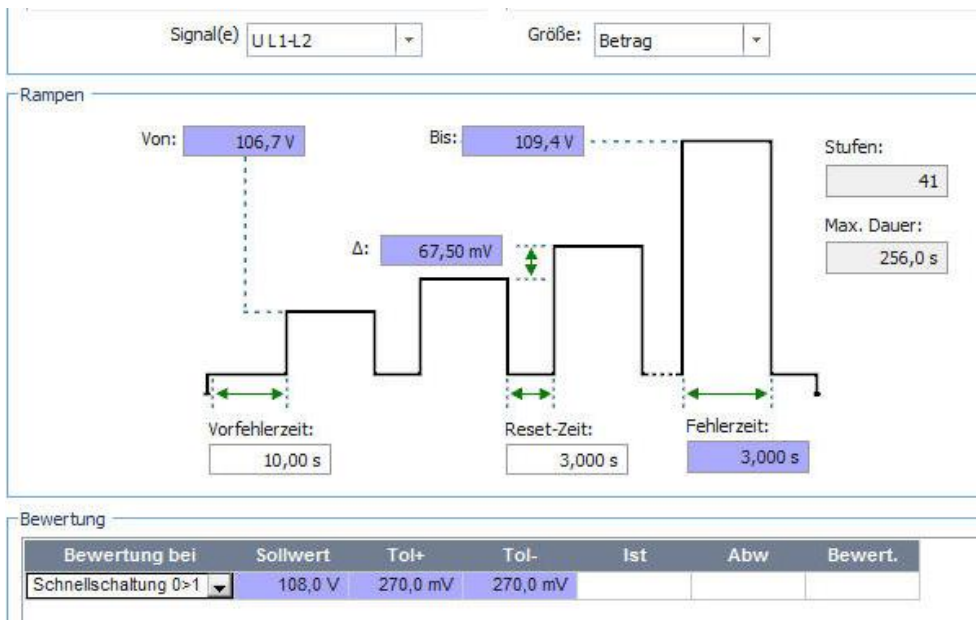 Signal(e) U L1-L2 Größe: Betrag
Rampen
Von: 106,7 V Bis: 109,4 V
Stufen:
41
Max. Dauer:
Δ: 67,50 mV
256,0 s
Vorfehlerzeit: Reset-Zeit: Fehlerzeit:
10,00 s 3,000 s 3,000 s
Bewertung
Bewertung bei Sollwert Tol+ Tol- Ist Abw Bewert.
Schnellschaltung 0>1 108,0 V 270,0 mV 270,0 mV